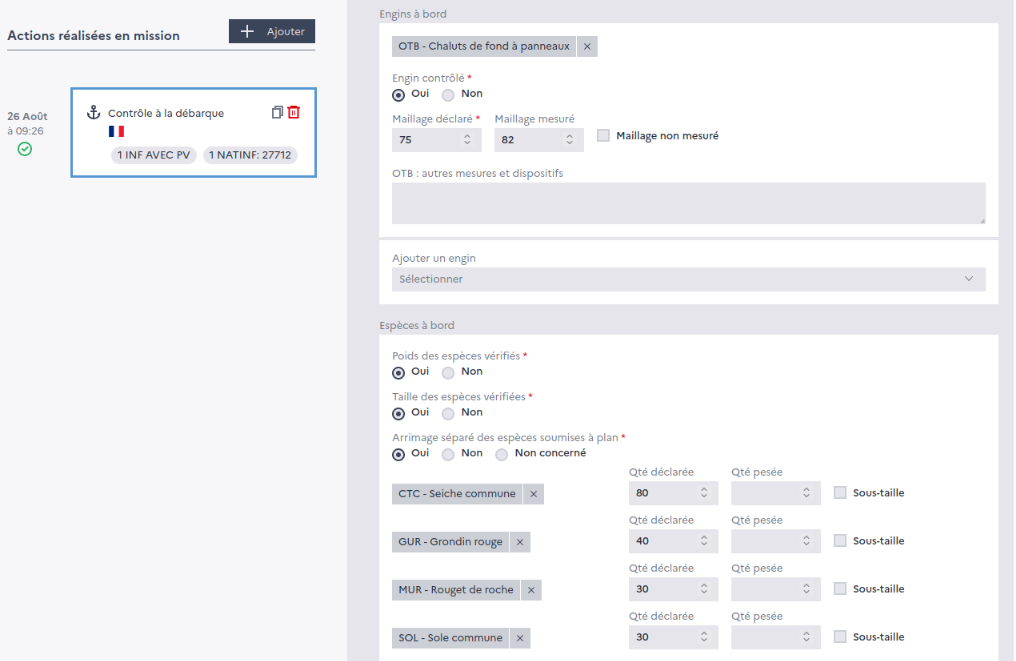 Actions réalisées en mission
Ajouter
26 Août
à 09:26
Contrôle à la débarque
1 INF AVEC PV
1 NATINF: 27712
Engins à bord
OTB - Chaluts de fond à panneaux
Engin contrôlé *
Oui Non
Maillage déclaré * Maillage mesuré
75 82 Maillage non mesuré
OTB : autres mesures et dispositifs
Ajouter un engin
Sélectionner
Espèces à bord
Poids des espèces vérifiés *
Oui Non
Taille des espèces vérifiées *
Oui Non
Arrimage séparé des espèces soumises à plan *
Oui Non Non concerné
Qté déclarée Qté pesée
CTC - Seiche commune 80 Sous-taille
Qté déclarée Qté pesée
GUR - Grondin rouge 40 Sous-taille
Qté déclarée Qté pesée
MUR - Rouget de roche 30 Sous-taille
Qté déclarée Qté pesée
SOL - Sole commune 30 Sous-taille